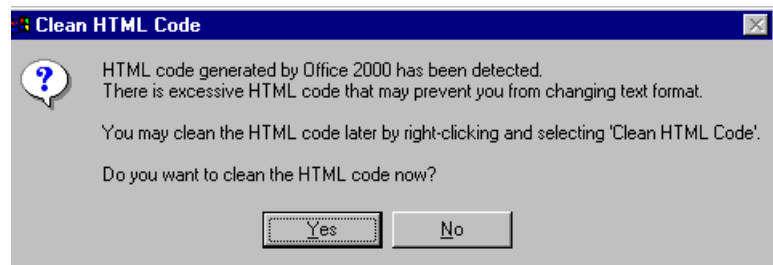 Clean HTML Code
HTML code generated by Office 2000 has been detected.
There is excessive HTML code that may prevent you from changing text format.
You may clean the HTML code later by right-clicking and selecting 'Clean HTML Code'.
Do you want to clean the HTML code now?
Yes
No